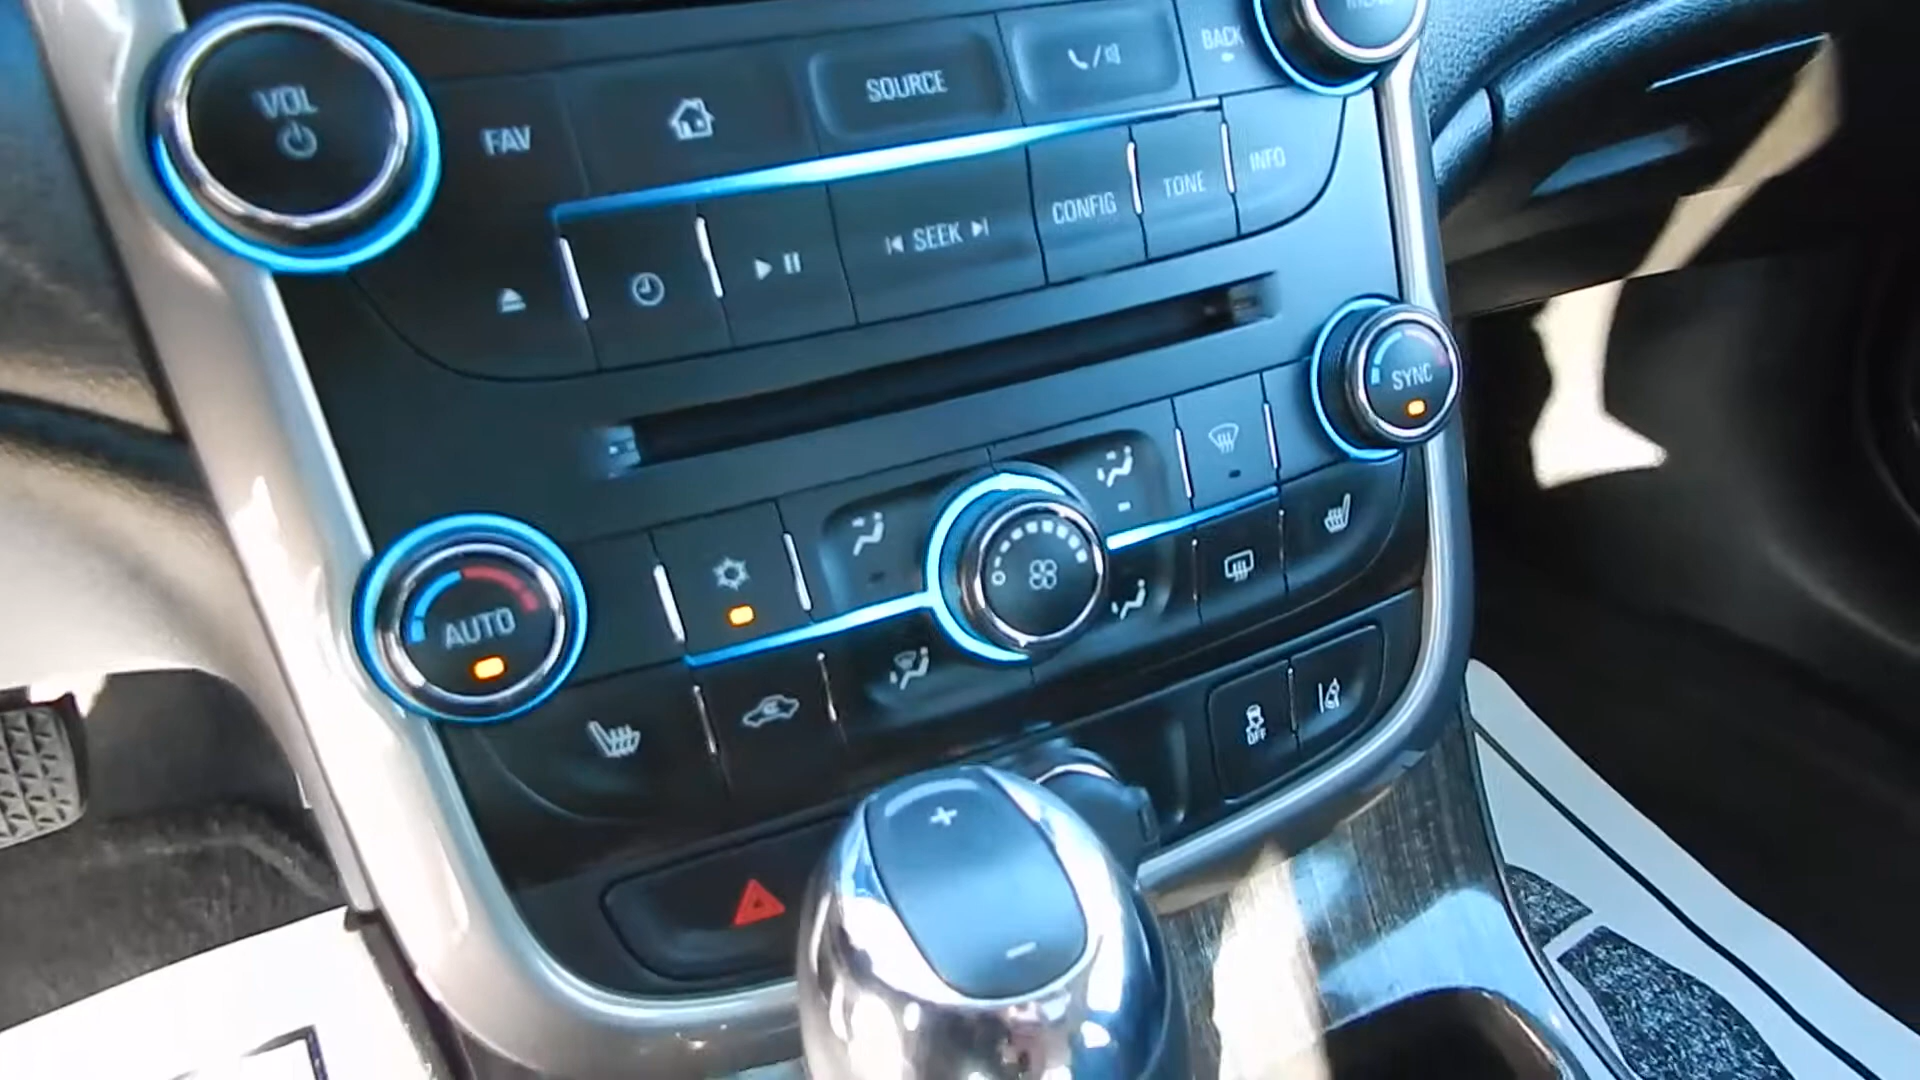 VOL
FAV
SOURCE
BACK
SEEK
CONFIG
TONE
INFO
SYNC
AUTO
OFF
+
−